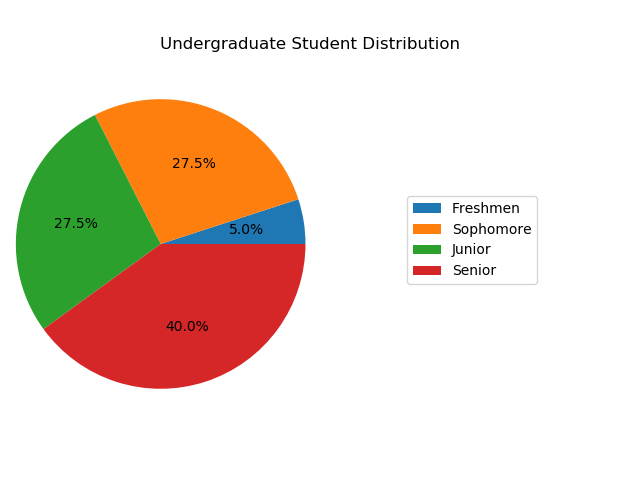 Undergraduate Student Distribution
27.5%
27.5%
5.0%
40.0%
Freshmen
Sophomore
Junior
Senior